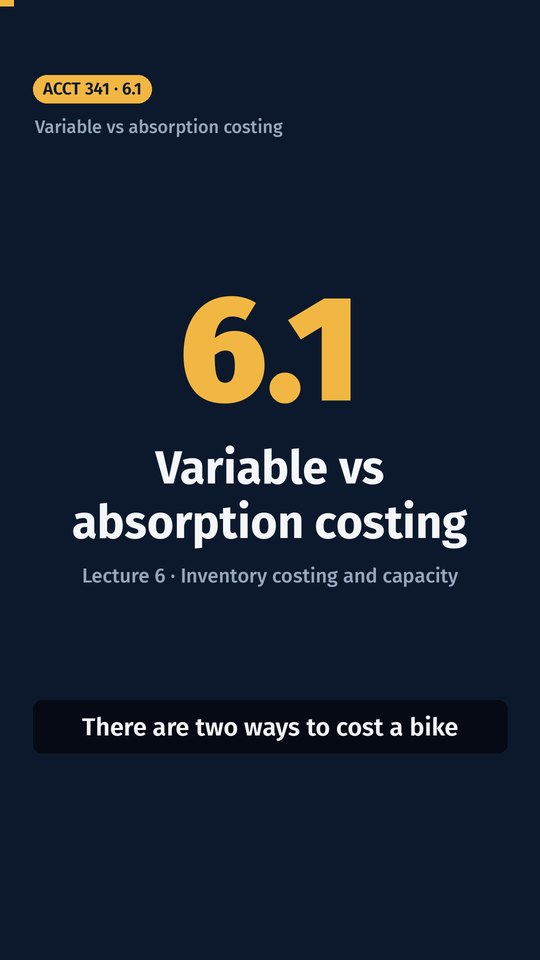 ACCT 341 · 6.1
Variable vs absorption costing
6.1
Variable vs
absorption costing
Lecture 6 · Inventory costing and capacity
There are two ways to cost a bike